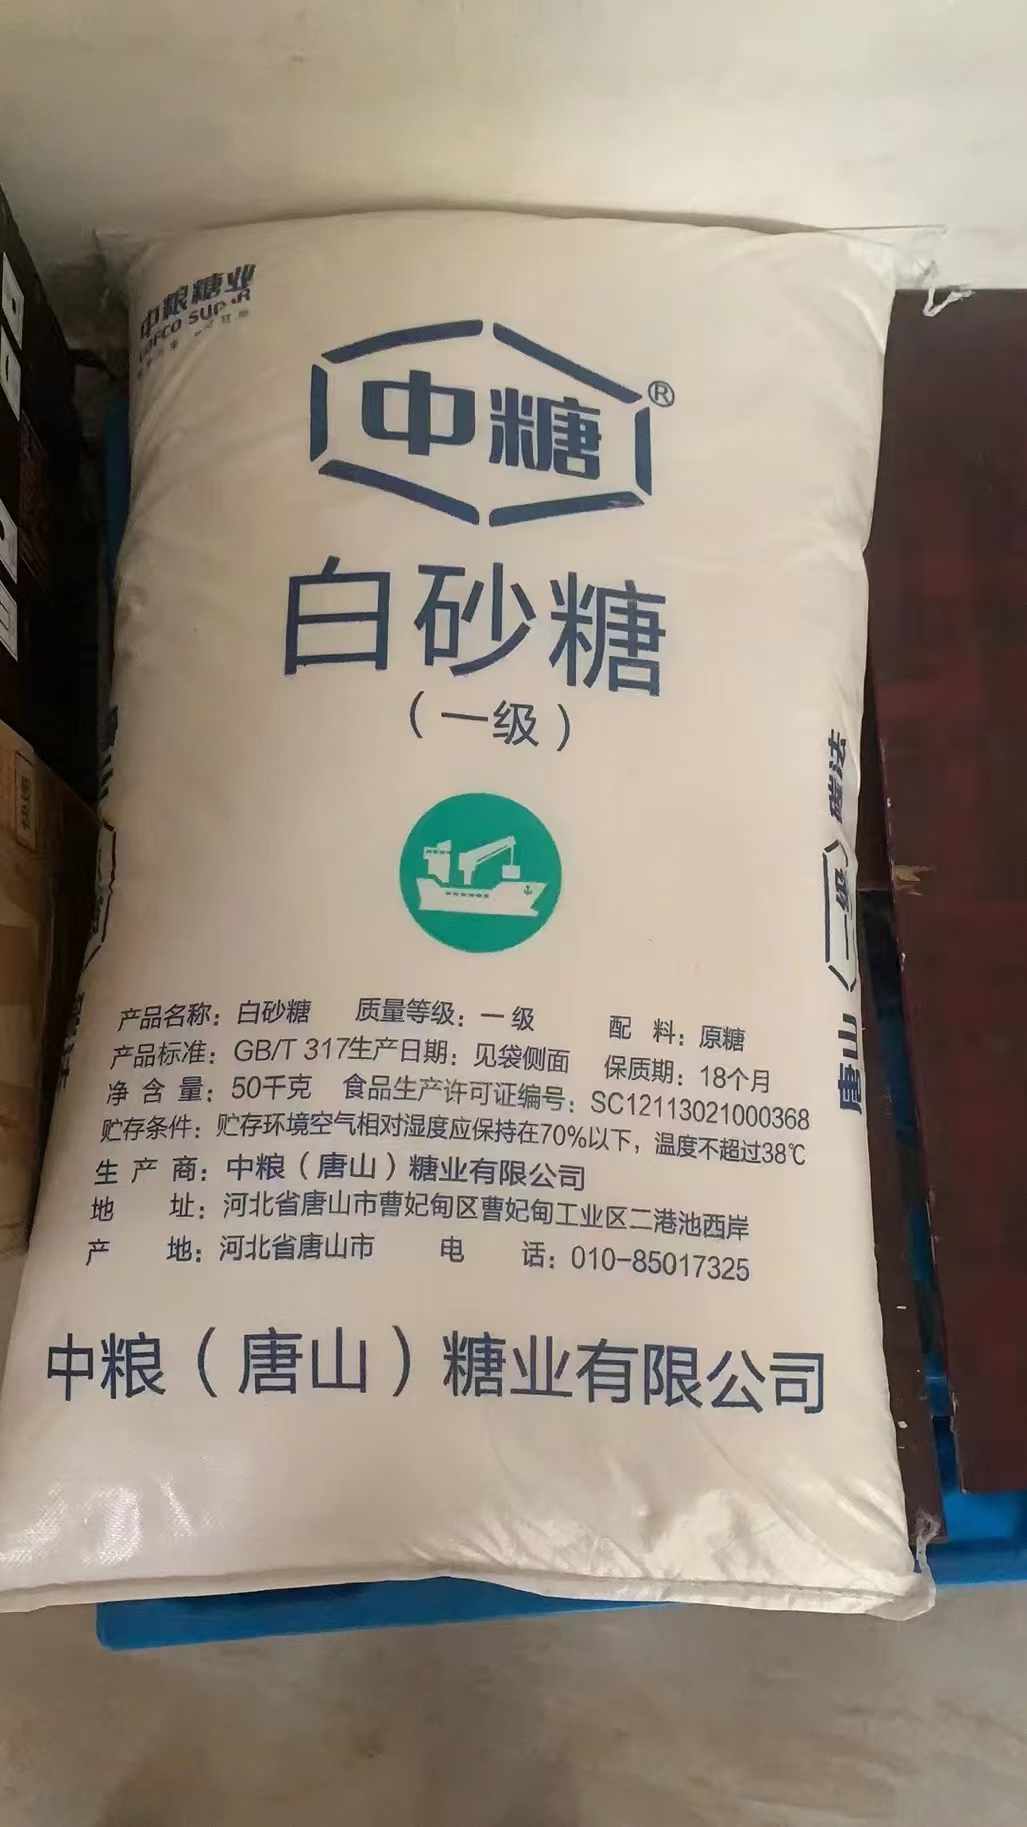 中粮糖业
COFCO SUGAR
中糖®
白砂糖
（一级）
产品名称：白砂糖 质量等级：一级 配料：原糖
产品标准：GB/T 317生产日期：见袋侧面 保质期：18个月
净含量：50千克 食品生产许可证编号：SC12113021000368
贮存条件：贮存环境空气相对湿度应保持在70%以下，温度不超过38℃
生产商：中粮（唐山）糖业有限公司
地址：河北省唐山市曹妃甸区曹妃甸工业区二港池西岸
产地：河北省唐山市 电话：010-85017325
中粮（唐山）糖业有限公司
唐山（一级）